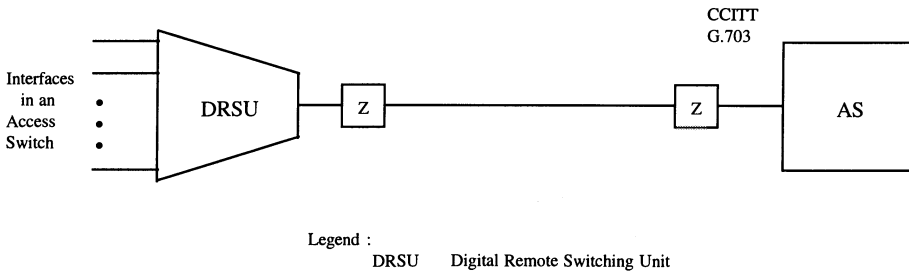 CCITT
G.703
Interfaces
in an
Access
Switch
DRSU
Z
Z
AS
Legend :
DRSU Digital Remote Switching Unit